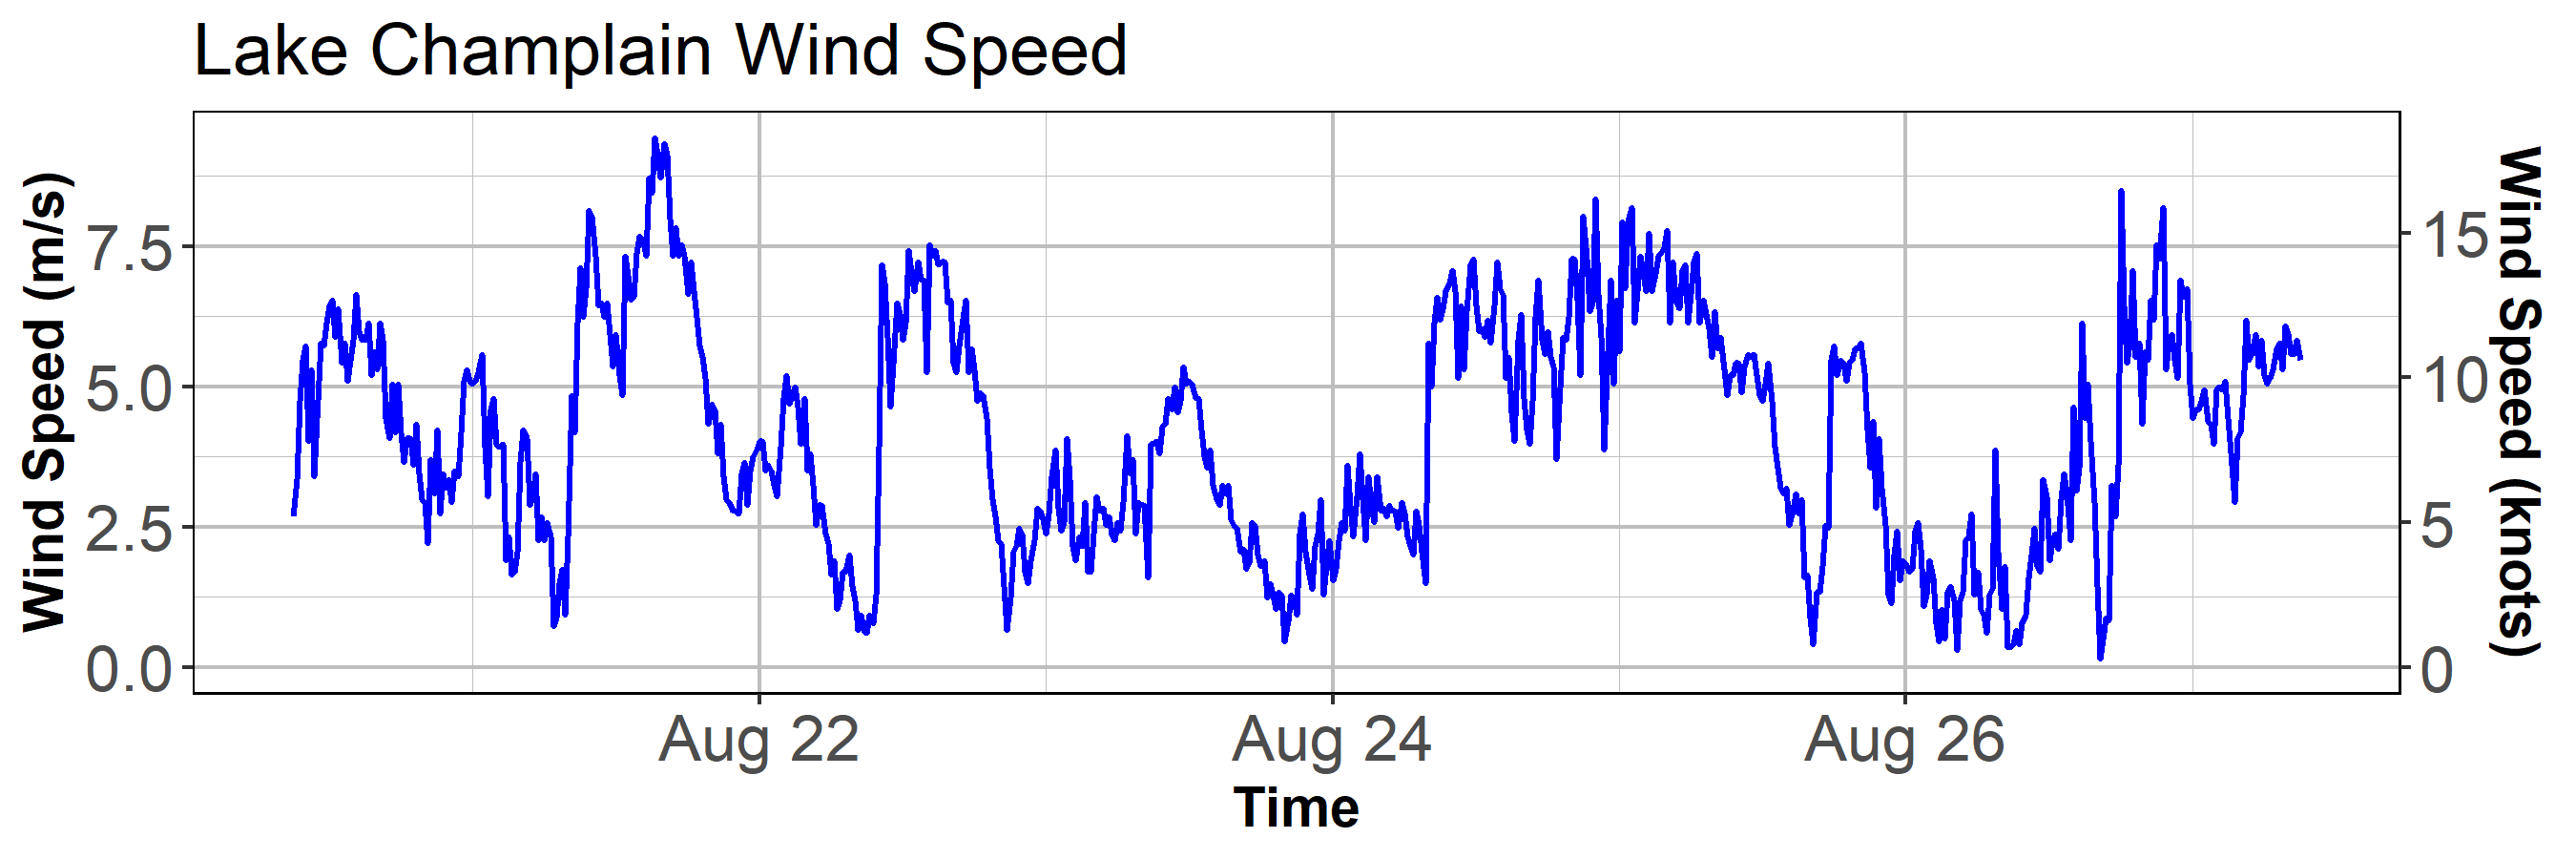 Lake Champlain Wind Speed
Wind Speed (m/s)
7.5
5.0
2.5
0.0
15
10
5
0
Wind Speed (knots)
Aug 22
Aug 24
Aug 26
Time